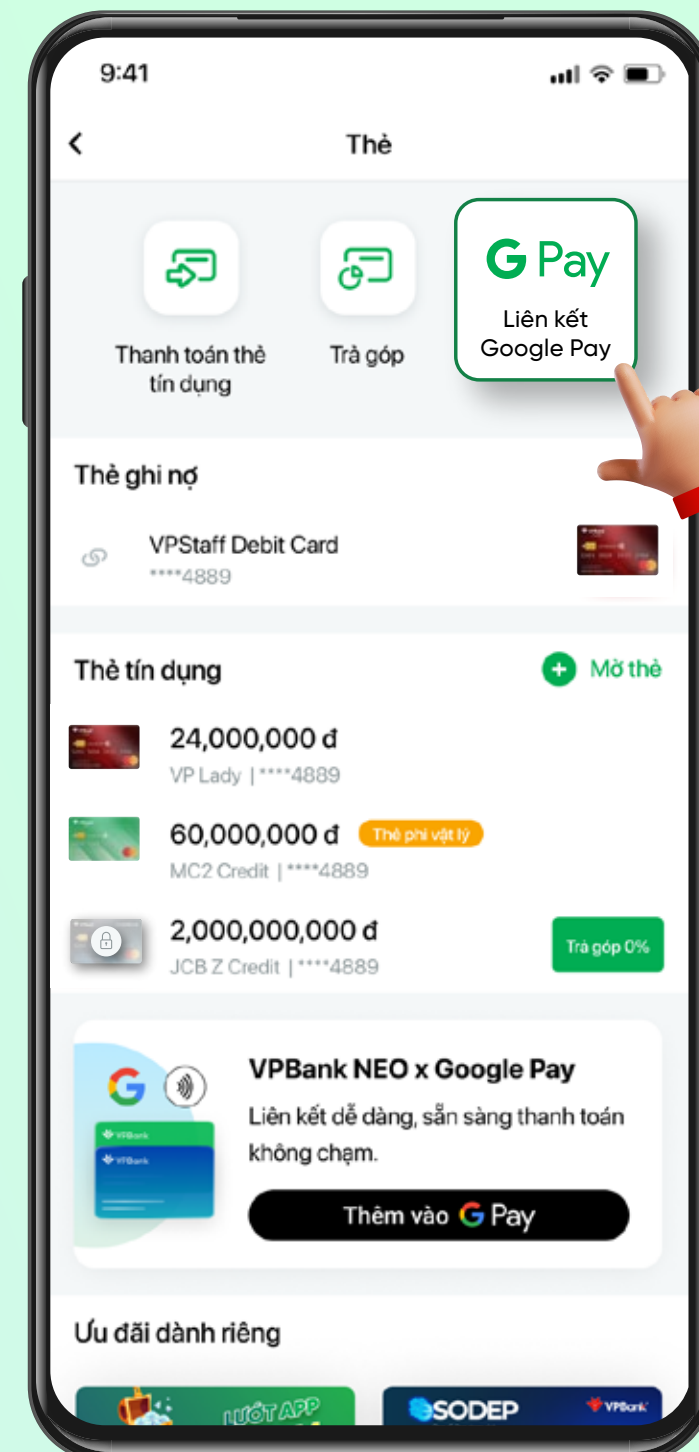 9:41
Thẻ
Thanh toán thẻ
tín dụng
Trả góp
G Pay
Liên kết
Google Pay
Thẻ ghi nợ
VPStaff Debit Card
****4889
Thẻ tín dụng
+ Mở thẻ
24,000,000 đ
VP Lady | ****4889
60,000,000 đ Thẻ phi vật lý
MC2 Credit | ****4889
2,000,000,000 đ
JCB Z Credit | ****4889
Trả góp 0%
VPBank NEO x Google Pay
Liên kết dễ dàng, sẵn sàng thanh toán
không chạm.
Thêm vào G Pay
VPBank
VPBank
Ưu đãi dành riêng
LƯỚT APP
SODEP
VPBank